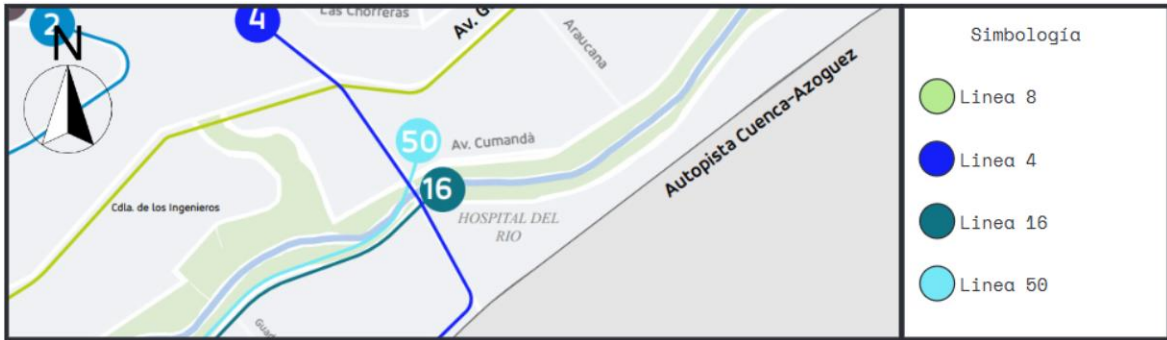 2
N
4
Las Chorreras
Av. G
Araucana
Autopista Cuenca-Azoguez
50
Av. Cumandà
16
Cdla. de los Ingenieros
HOSPITAL DEL
RIO
Guad
Simbología
Linea 8
Linea 4
Linea 16
Linea 50